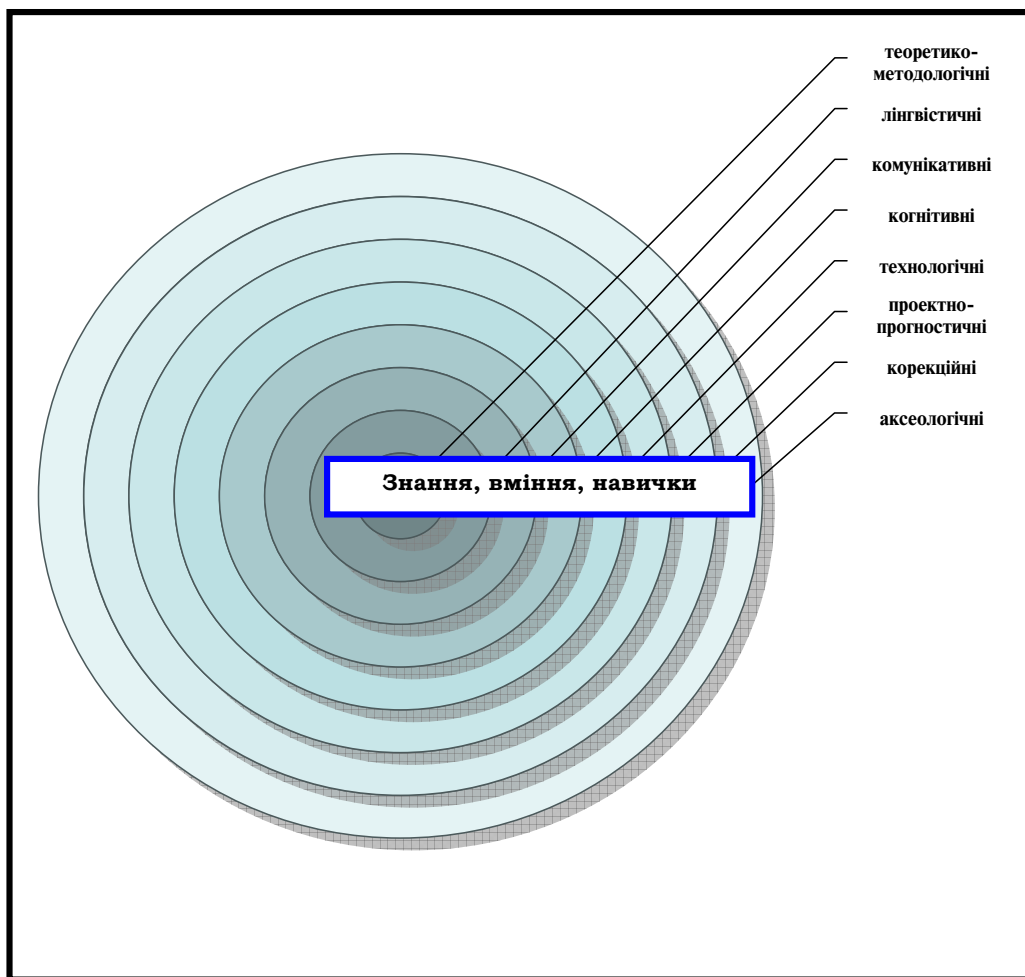 теоретико-
методологічні
лінгвістичні
комунікативні
когнітивні
технологічні
проектно-
прогностичні
корекційні
аксеологічні
Знання, вміння, навички